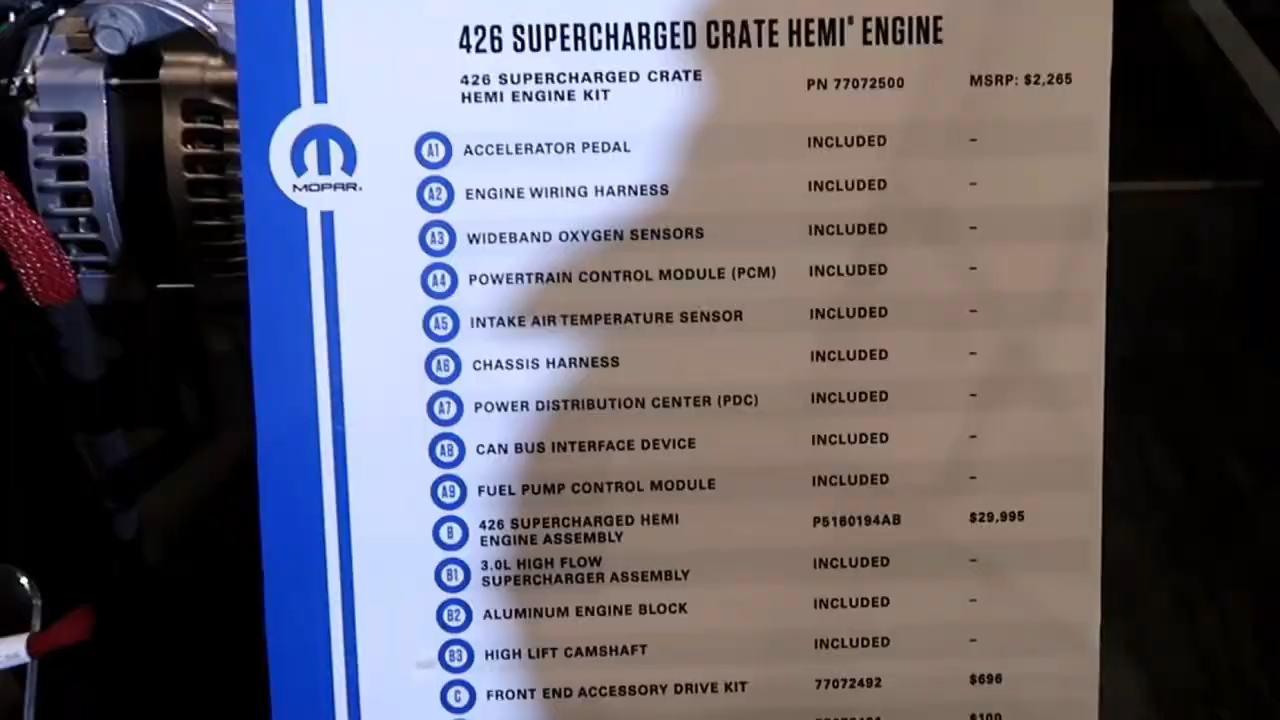 426 SUPERCHARGED CRATE HEMI® ENGINE
426 SUPERCHARGED CRATE HEMI ENGINE KIT PN 77072500 MSRP: $2,265
MOPAR®
A1 ACCELERATOR PEDAL INCLUDED –
A2 ENGINE WIRING HARNESS INCLUDED –
A3 WIDEBAND OXYGEN SENSORS INCLUDED –
A4 POWERTRAIN CONTROL MODULE (PCM) INCLUDED –
A5 INTAKE AIR TEMPERATURE SENSOR INCLUDED –
A6 CHASSIS HARNESS INCLUDED –
A7 POWER DISTRIBUTION CENTER (PDC) INCLUDED –
A8 CAN BUS INTERFACE DEVICE INCLUDED –
A9 FUEL PUMP CONTROL MODULE INCLUDED –
B 426 SUPERCHARGED HEMI ENGINE ASSEMBLY P5160194AB $29,995
B1 3.0L HIGH FLOW SUPERCHARGER ASSEMBLY INCLUDED –
B2 ALUMINUM ENGINE BLOCK INCLUDED –
B3 HIGH LIFT CAMSHAFT INCLUDED –
C FRONT END ACCESSORY DRIVE KIT 77072492 $696
$100